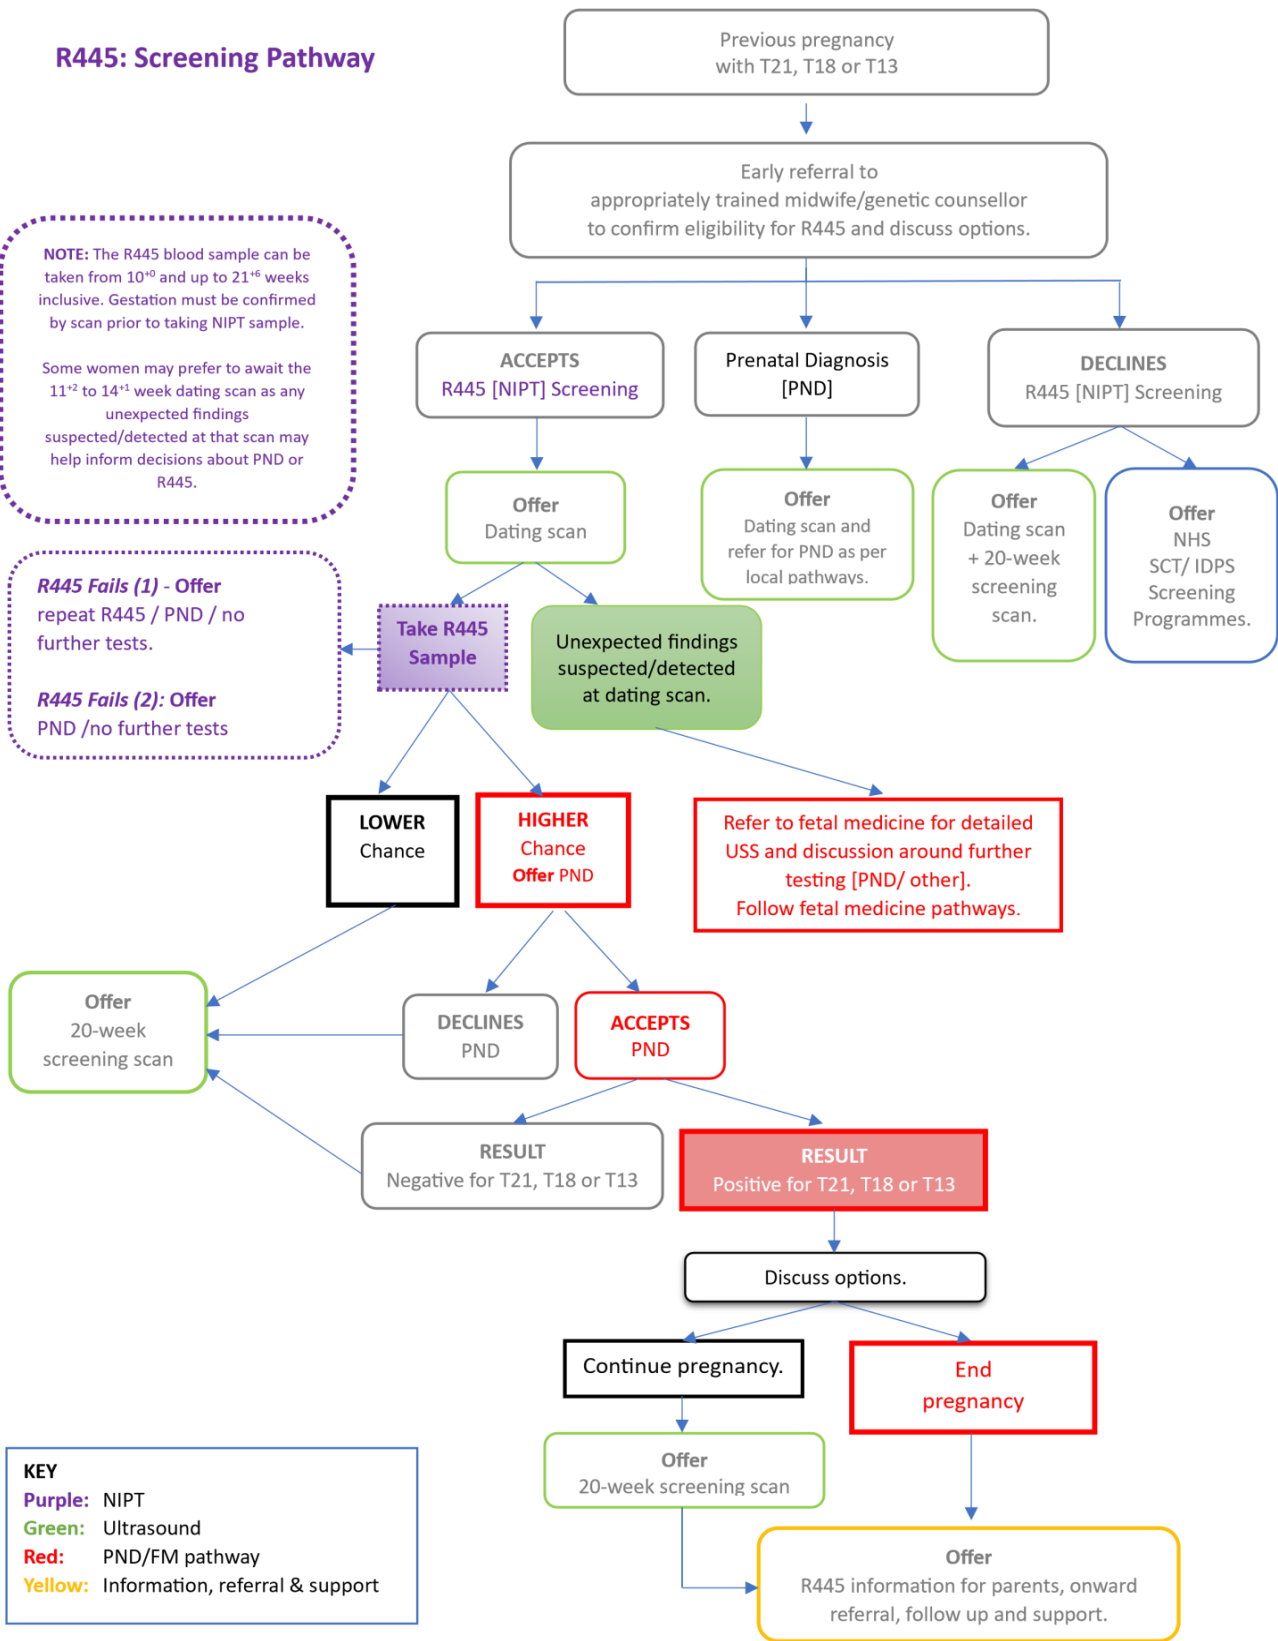 R445: Screening Pathway
Previous pregnancy
with T21, T18 or T13
Early referral to
appropriately trained midwife/genetic counsellor
to confirm eligibility for R445 and discuss options.
NOTE: The R445 blood sample can be
taken from 10⁺⁰ and up to 21⁺⁶ weeks
inclusive. Gestation must be confirmed
by scan prior to taking NIPT sample.
Some women may prefer to await the
11⁺² to 14⁺¹ week dating scan as any
unexpected findings
suspected/detected at that scan may
help inform decisions about PND or
R445.
ACCEPTS
R445 [NIPT] Screening
Prenatal Diagnosis
[PND]
DECLINES
R445 [NIPT] Screening
Offer
Dating scan
Offer
Dating scan and
refer for PND as per
local pathways.
Offer
Dating scan
+ 20-week
screening
scan.
Offer
NHS
SCT/ IDPS
Screening
Programmes.
R445 Fails (1) - Offer
repeat R445 / PND / no
further tests.
R445 Fails (2): Offer
PND /no further tests
Take R445
Sample
Unexpected findings
suspected/detected
at dating scan.
LOWER
Chance
HIGHER
Chance
Offer PND
Refer to fetal medicine for detailed
USS and discussion around further
testing [PND/ other].
Follow fetal medicine pathways.
Offer
20-week
screening scan
DECLINES
PND
ACCEPTS
PND
RESULT
Negative for T21, T18 or T13
RESULT
Positive for T21, T18 or T13
Discuss options.
Continue pregnancy.
End
pregnancy
Offer
20-week screening scan
Offer
R445 information for parents, onward
referral, follow up and support.
KEY
Purple: NIPT
Green: Ultrasound
Red: PND/FM pathway
Yellow: Information, referral & support